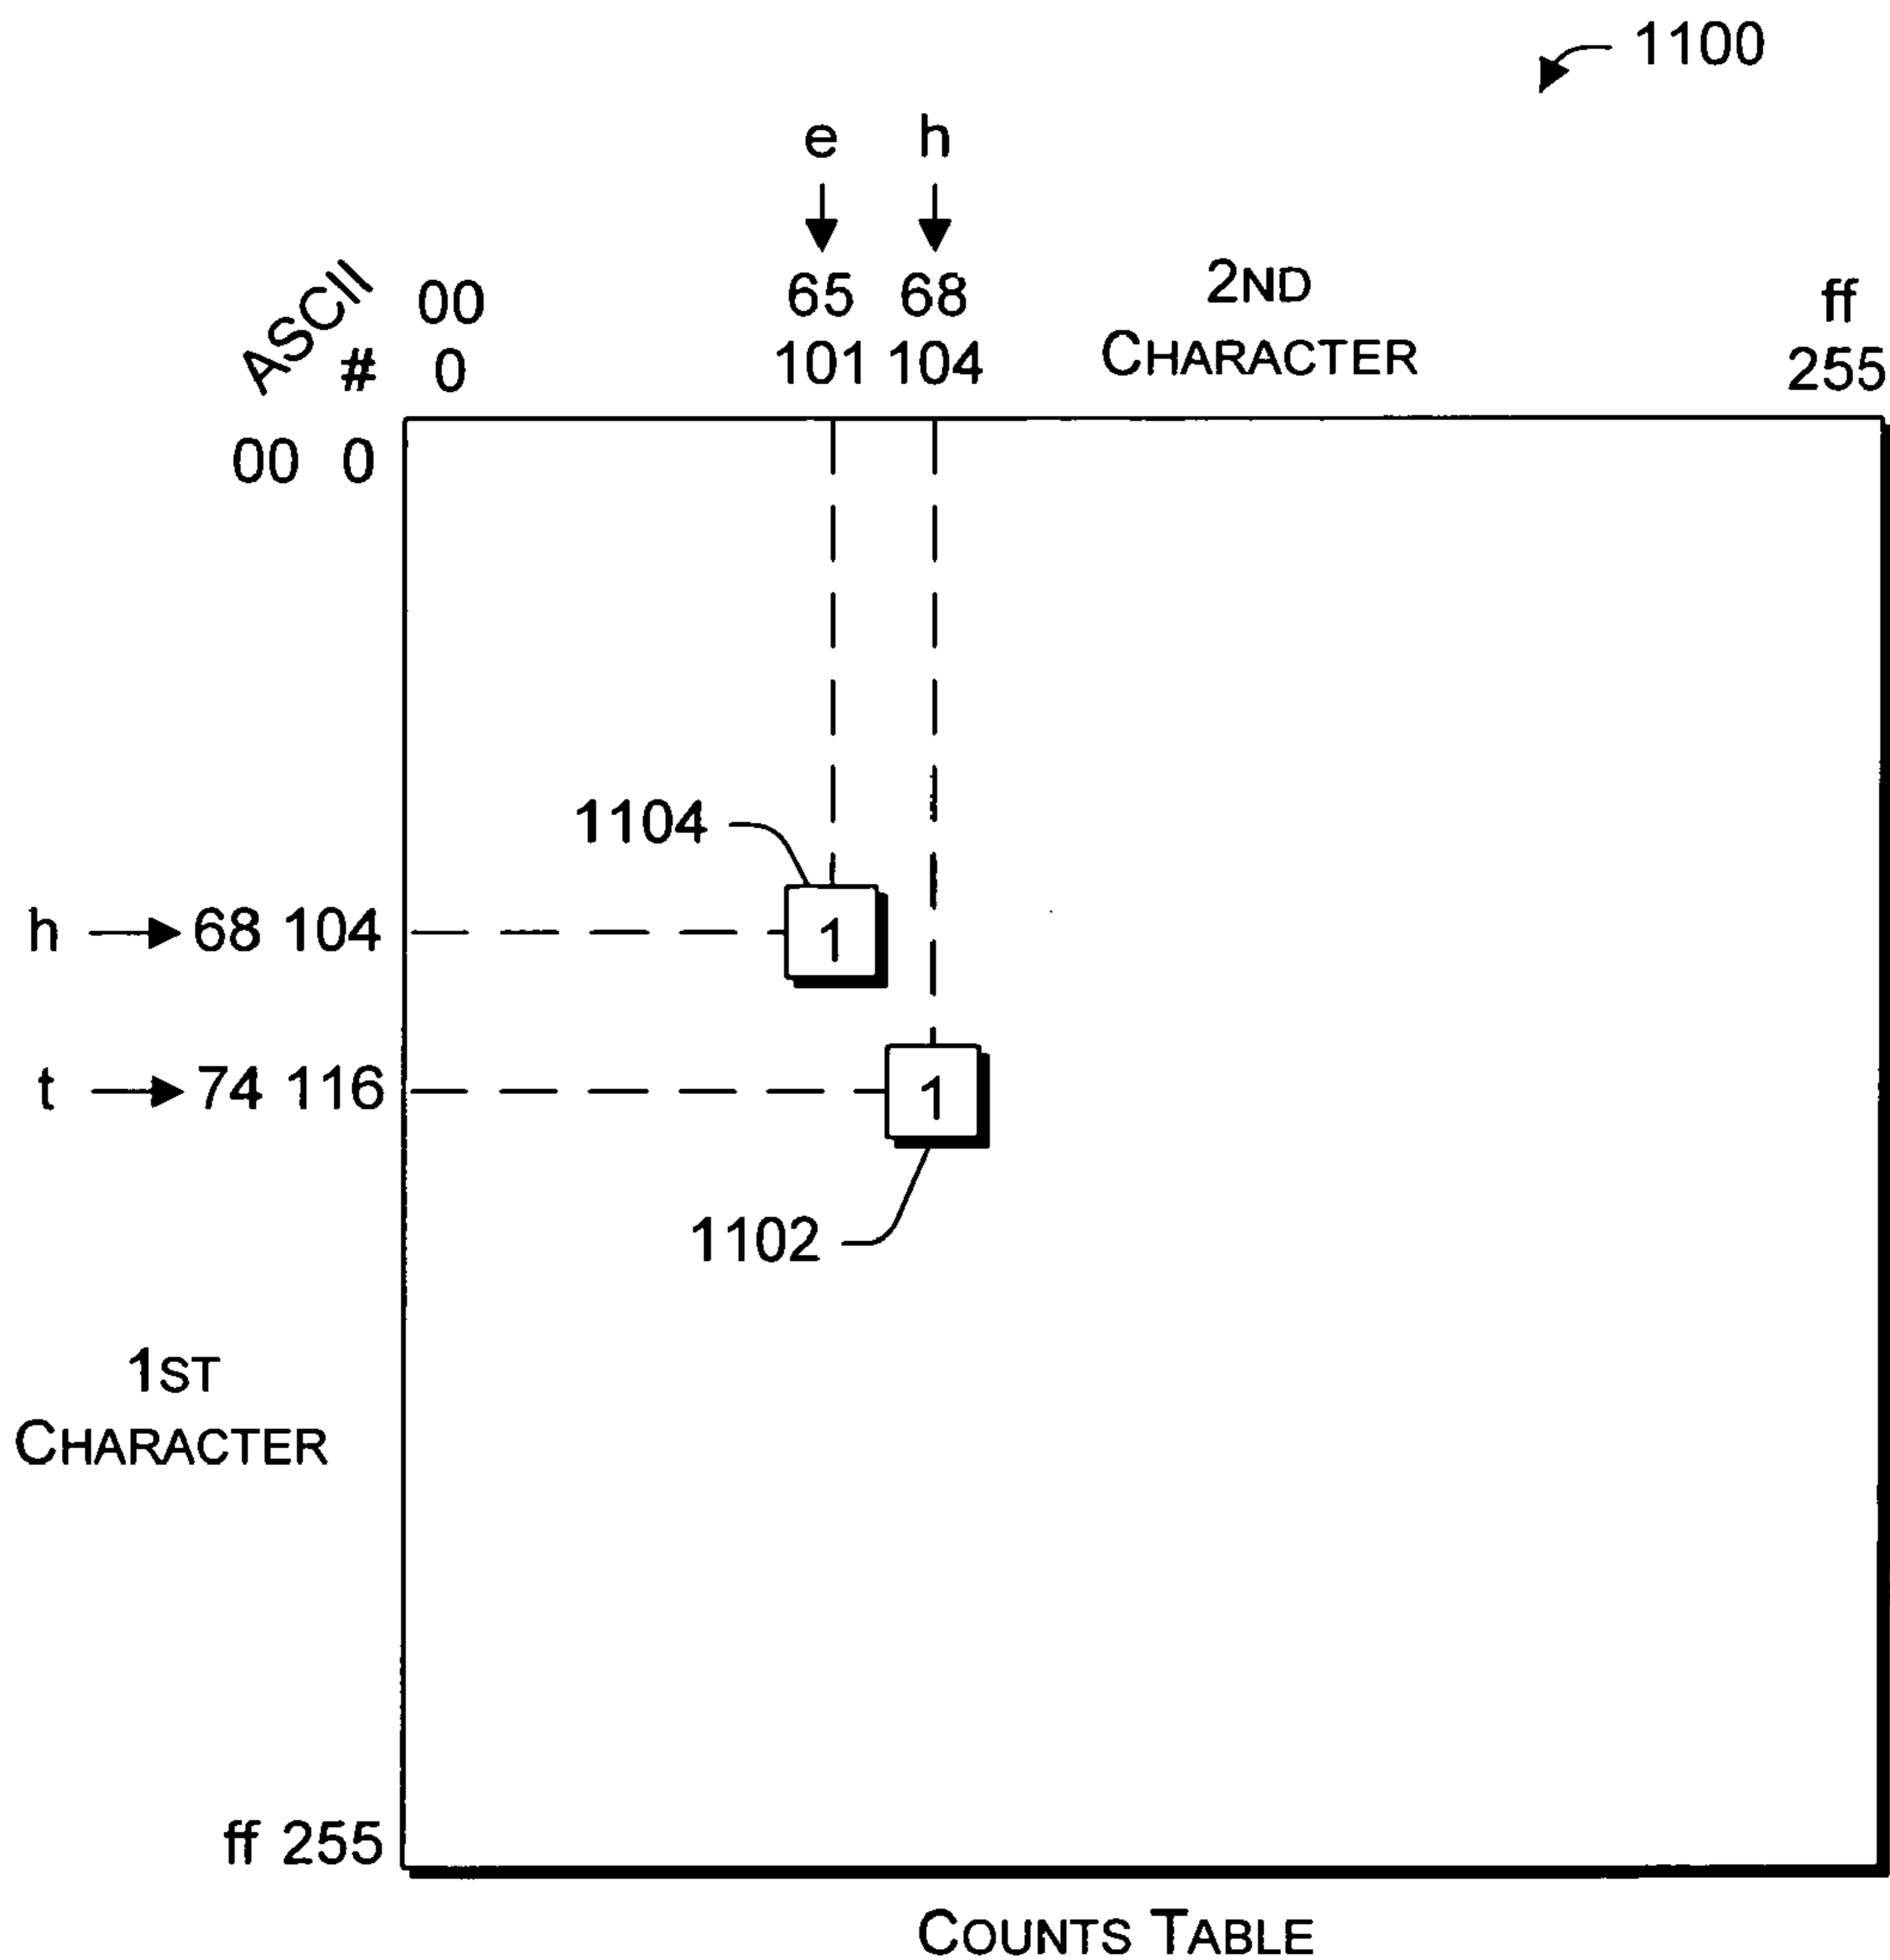 1100
e h
65 68 2ND ff
ASCII 00
# 0 101 104 CHARACTER 255
00 0
1104
1
h 68 104
t 74 116
1
1102
1ST
CHARACTER
ff 255
COUNTS TABLE